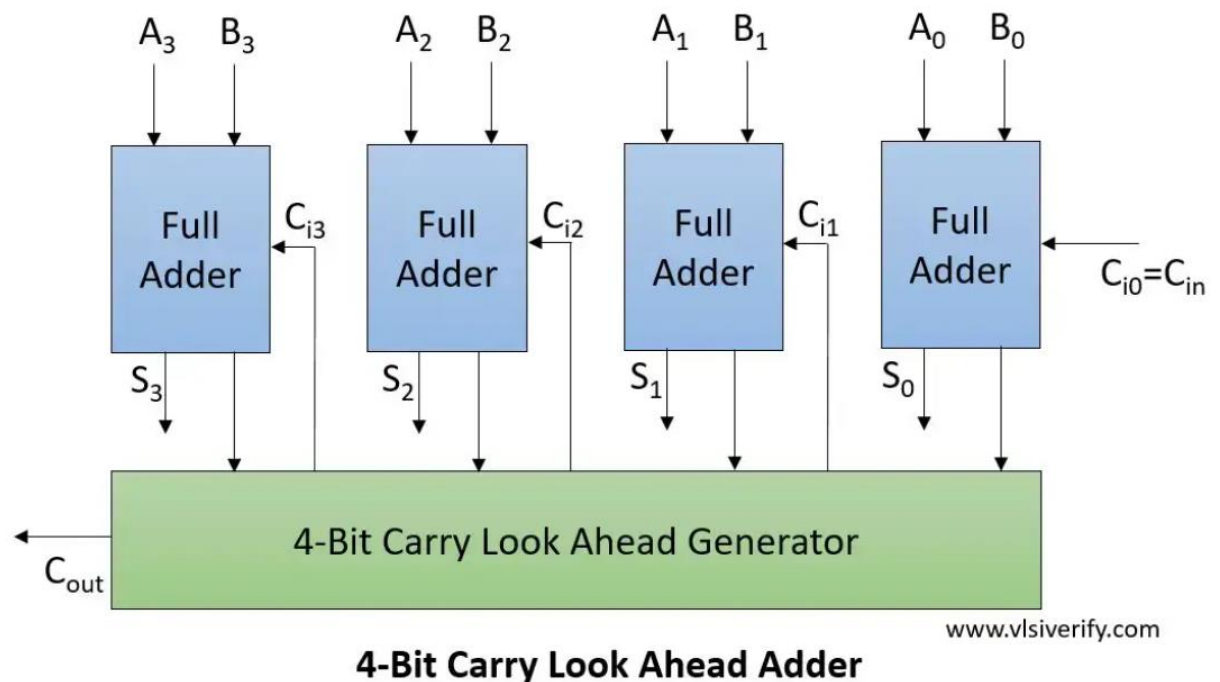 A₃ B₃ A₂ B₂ A₁ B₁ A₀ B₀
Full Adder
Cᵢ₃
Full Adder
Cᵢ₂
Full Adder
Cᵢ₁
Full Adder
Cᵢ₀=Cᵢₙ
S₃ S₂ S₁ S₀
4-Bit Carry Look Ahead Generator
Cₒᵤₜ
www.vlsiverify.com
4-Bit Carry Look Ahead Adder